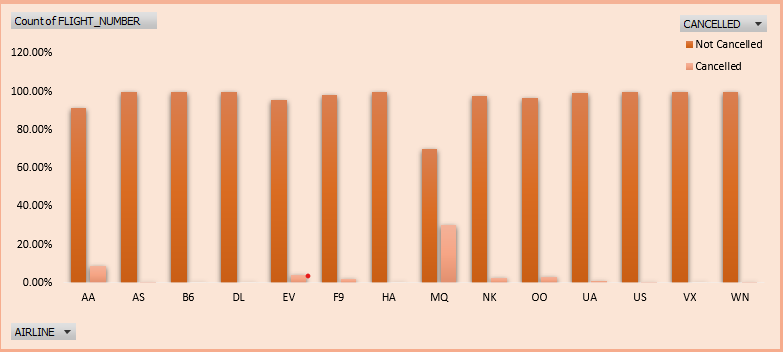 Count of FLIGHT_NUMBER
CANCELLED
Not Cancelled
Cancelled
120.00%
100.00%
80.00%
60.00%
40.00%
20.00%
0.00%
AA AS B6 DL EV F9 HA MQ NK OO UA US VX WN
AIRLINE